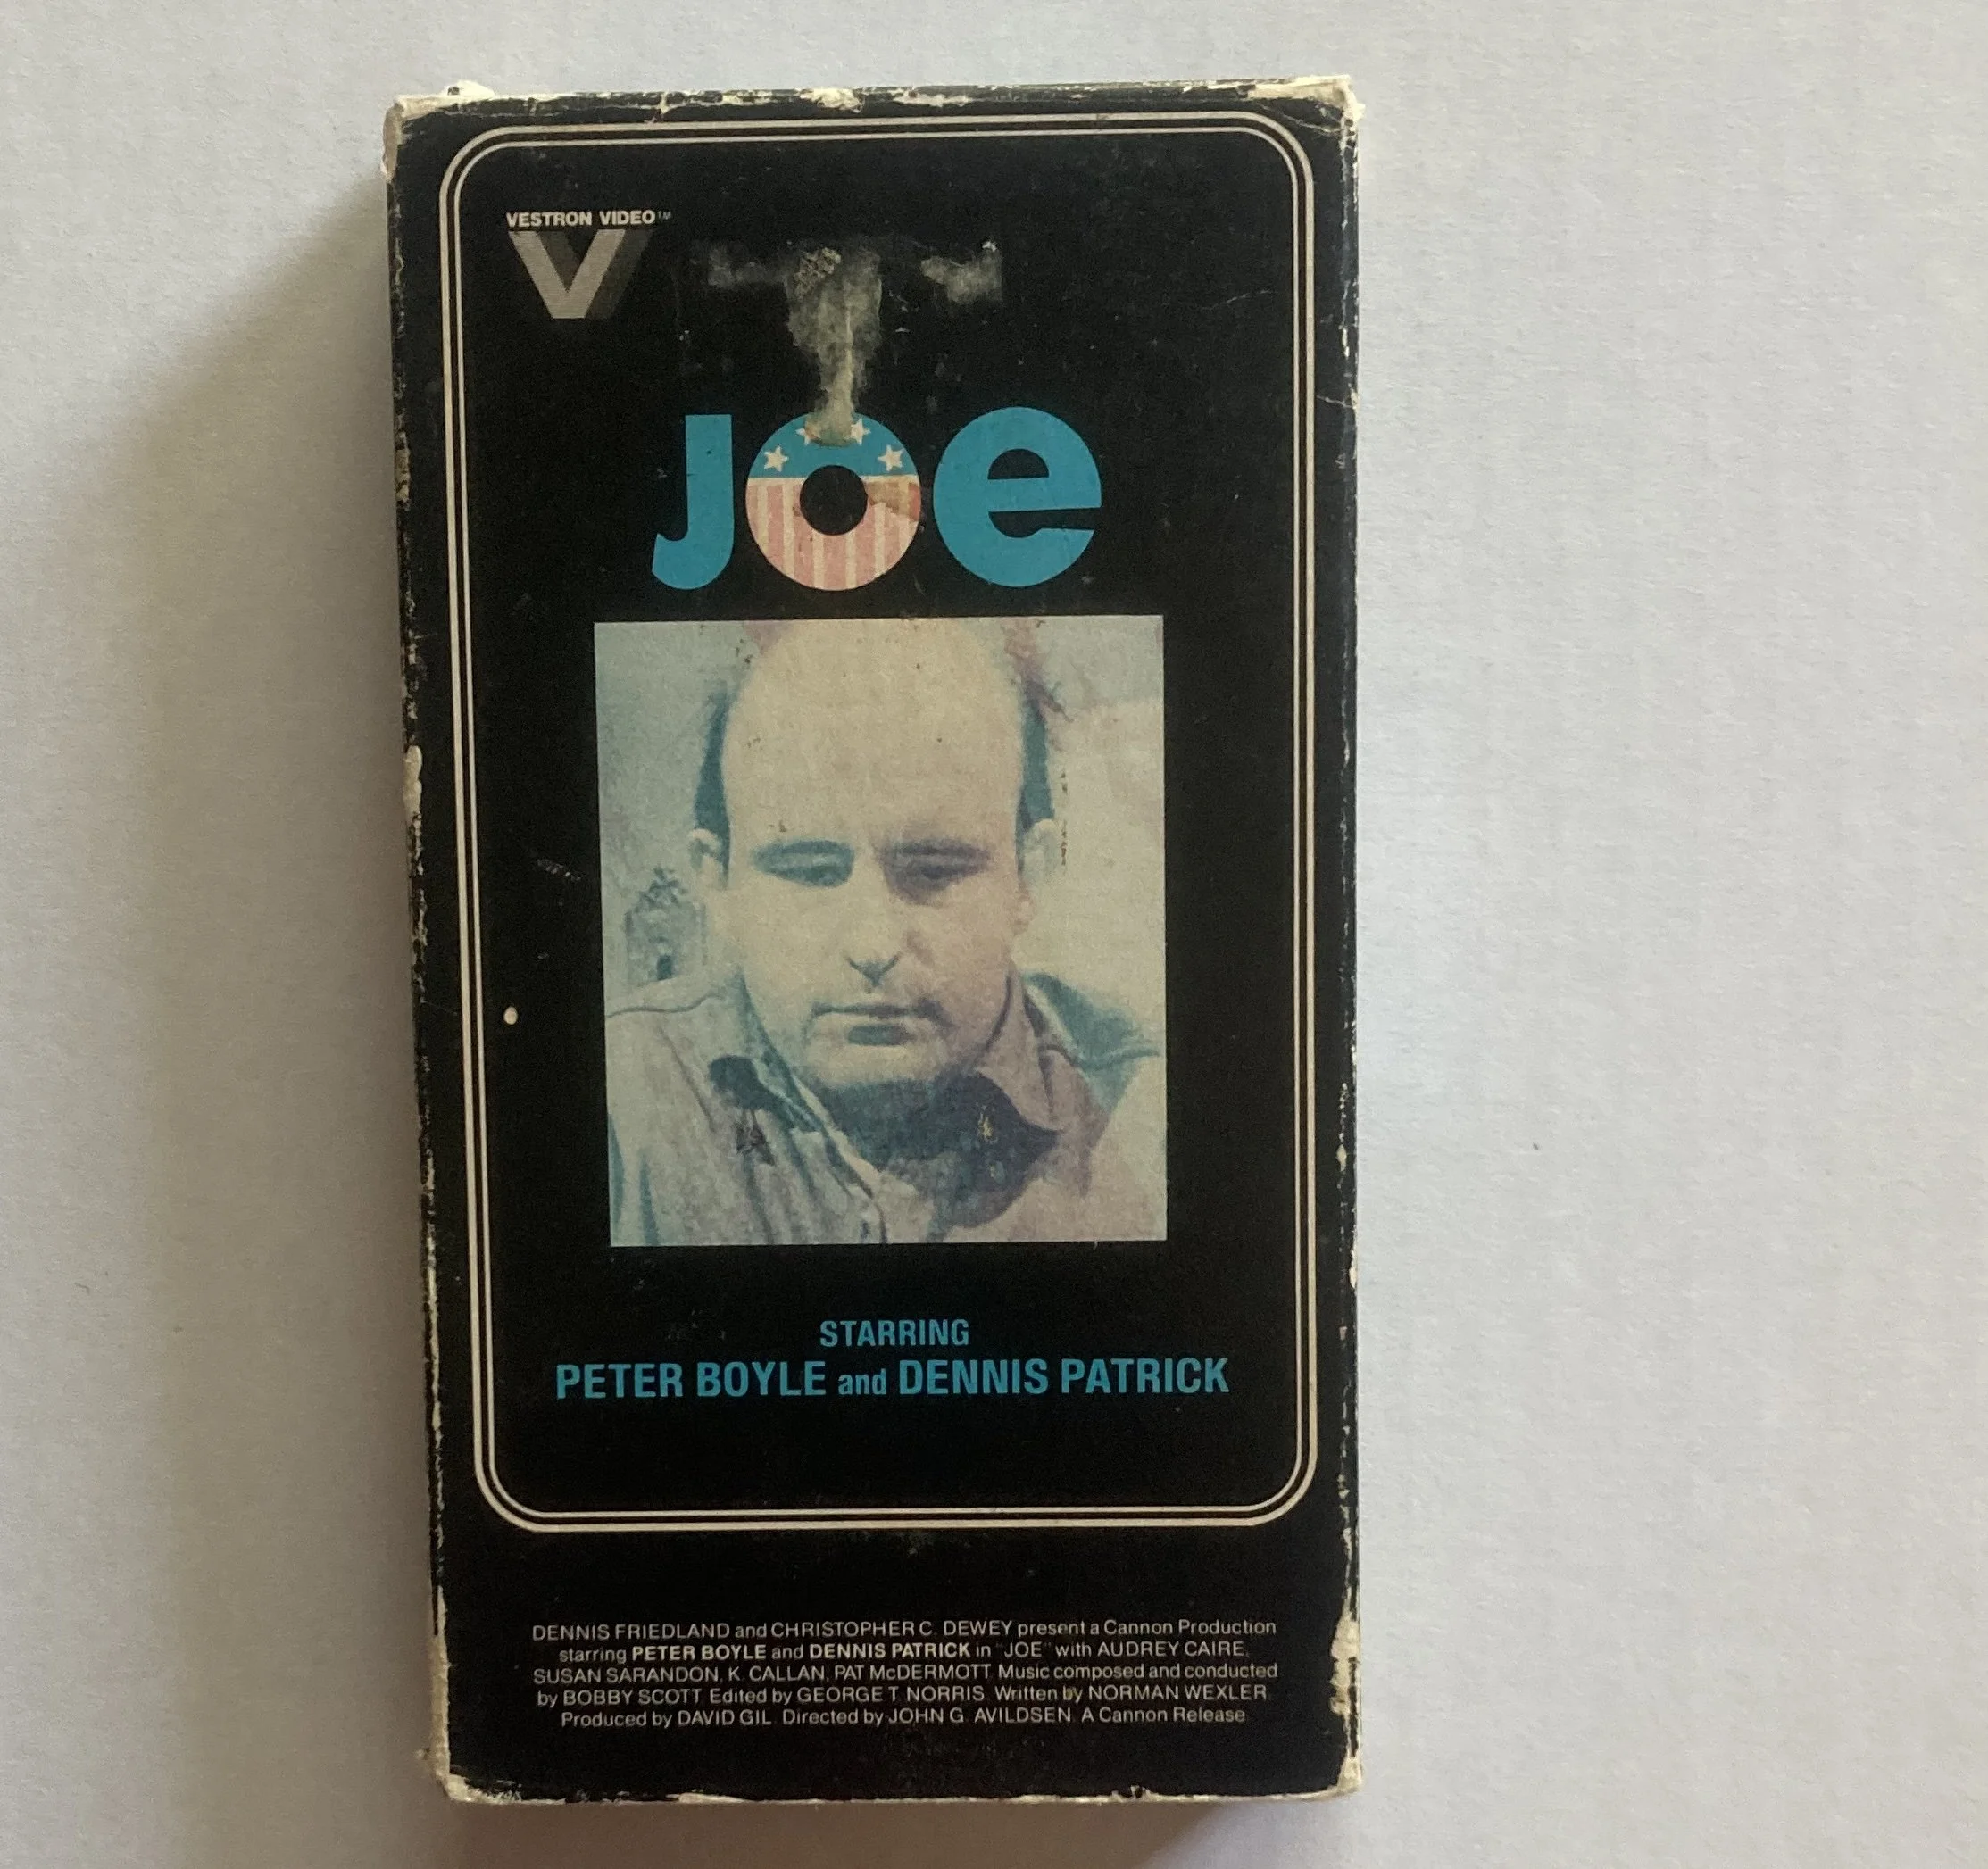 VESTRON VIDEO™
V
JOe
STARRING
PETER BOYLE and DENNIS PATRICK
DENNIS FRIEDLAND and CHRISTOPHER C. DEWEY present a Cannon Production
starring PETER BOYLE and DENNIS PATRICK in "JOE" with AUDREY CAIRE,
SUSAN SARANDON, K. CALLAN, PAT McDERMOTT. Music composed and conducted
by BOBBY SCOTT. Edited by GEORGE T. NORRIS. Written by NORMAN WEXLER.
Produced by DAVID GIL. Directed by JOHN G. AVILDSEN. A Cannon Release.